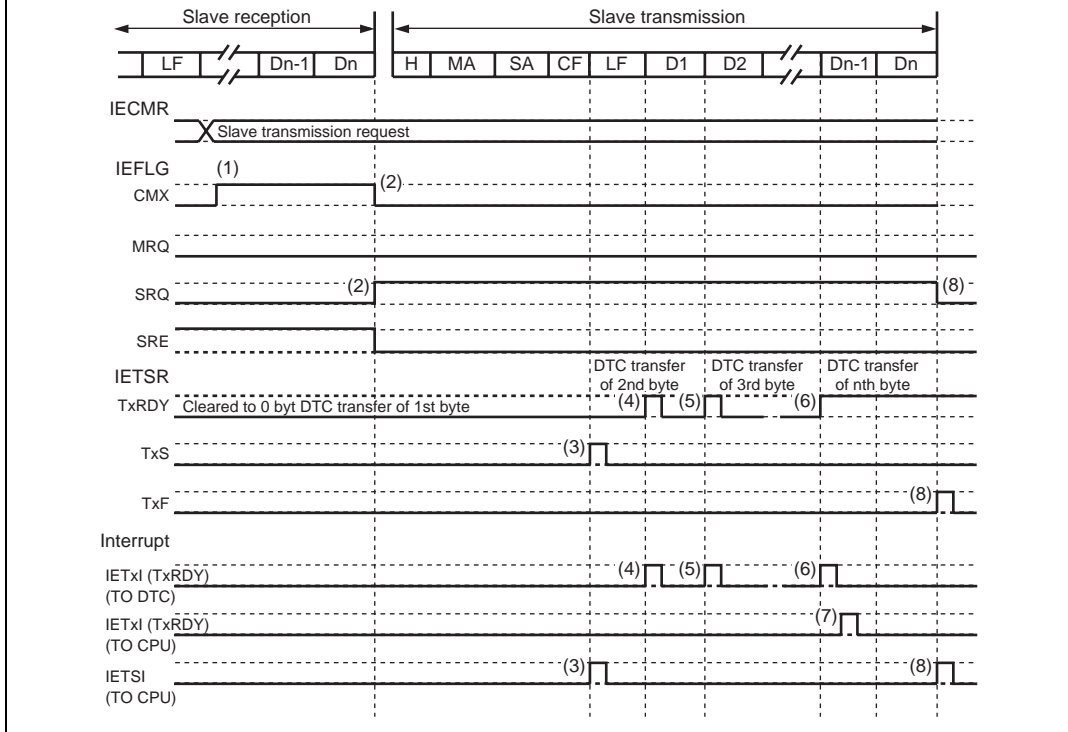 Slave reception
Slave transmission
LF Dn-1 Dn H MA SA CF LF D1 D2 Dn-1 Dn
IECMR
Slave transmission request
IEFLG
(1)
CMX
(2)
MRQ
SRQ
(2)
(8)
SRE
IETSR
DTC transfer of 2nd byte
DTC transfer of 3rd byte
DTC transfer of nth byte
TxRDY
Cleared to 0 byt DTC transfer of 1st byte
(4)
(5)
(6)
TxS
(3)
TxF
(8)
Interrupt
IETxI (TxRDY)
(TO DTC)
(4)
(5)
(6)
IETxI (TxRDY)
(TO CPU)
(7)
IETSI
(TO CPU)
(3)
(8)